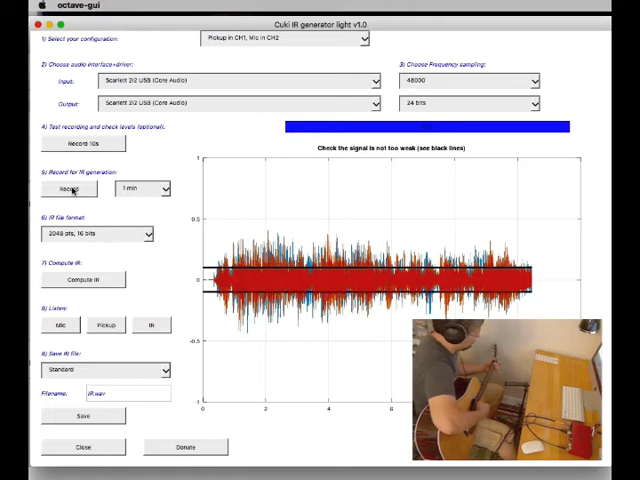 octave-gui
Cuki IR generator light v1.0
1) Select your configuration:
Pickup in CH1, Mic in CH2
2) Choose audio interface+driver:
3) Choose Frequency sampling:
Input:
Scarlett 2i2 USB (Core Audio)
48000
Output:
Scarlett 2i2 USB (Core Audio)
24 bits
4) Test recording and check levels (optional):
Record 10s
Check the signal is not too weak (see black lines)
5) Record for IR generation:
Record
1 min
6) IR file format:
2048 pts, 16 bits
7) Compute IR:
Compute IR
8) Listen:
Mic
Pickup
IR
Standard
Filename:
IR.wav
Save
Close
Donate
1
0.5
0
-0.5
-1
0
2
4
6